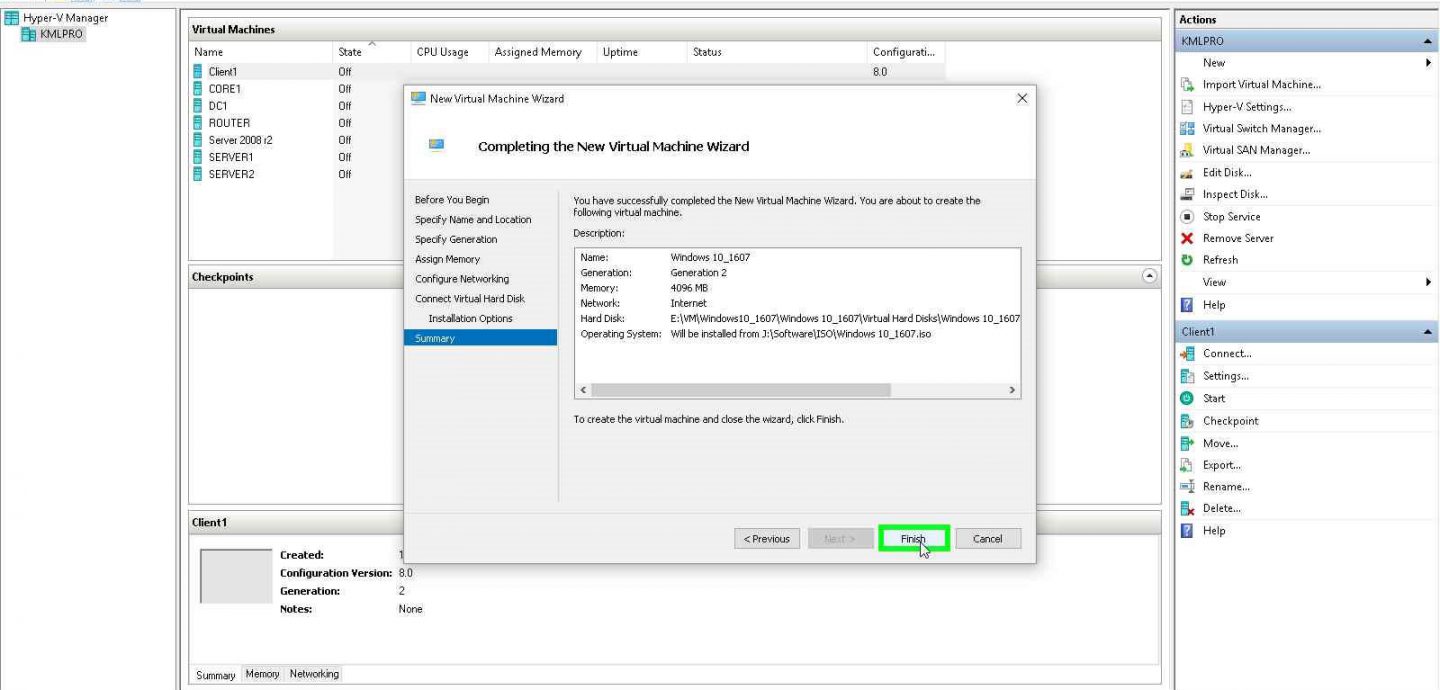 Hyper-V Manager
KMLPRO
Virtual Machines
Name State CPU Usage Assigned Memory Uptime Status Configurati...
Client1 Off 8.0
CORE1 Off
DC1 Off
ROUTER Off
Server 2008 r2 Off
SERVER1 Off
SERVER2 Off
Checkpoints
Client1
Created: 1
Configuration Version: 8.0
Generation: 2
Notes: None
Summary Memory Networking
New Virtual Machine Wizard
Completing the New Virtual Machine Wizard
Before You Begin
Specify Name and Location
Specify Generation
Assign Memory
Configure Networking
Connect Virtual Hard Disk
Installation Options
Summary
You have successfully completed the New Virtual Machine Wizard. You are about to create the
following virtual machine.
Description:
Name: Windows 10_1607
Generation: Generation 2
Memory: 4096 MB
Network: Internet
Hard Disk: E:\VM\Windows10_1607\Windows 10_1607\Virtual Hard Disks\Windows 10_1607
Operating System: Will be installed from J:\Software\ISO\Windows 10_1607.iso
To create the virtual machine and close the wizard, click Finish.
< Previous Next > Finish Cancel
Actions
KMLPRO
New
Import Virtual Machine...
Hyper-V Settings...
Virtual Switch Manager...
Virtual SAN Manager...
Edit Disk...
Inspect Disk...
Stop Service
Remove Server
Refresh
View
Help
Client1
Connect...
Settings...
Start
Checkpoint
Move...
Export...
Rename...
Delete...
Help